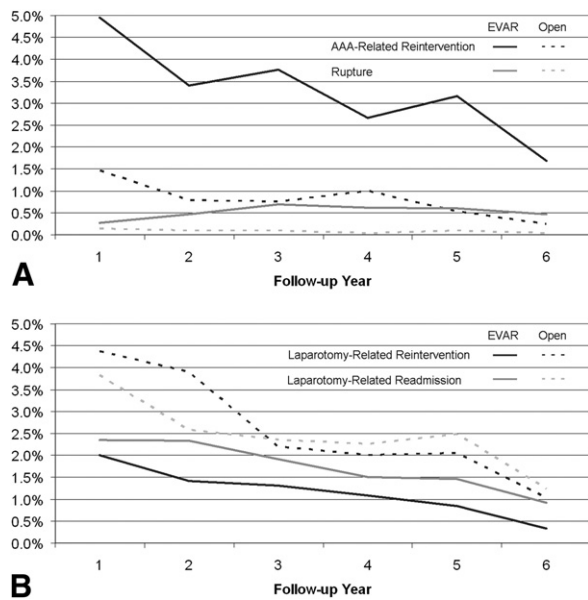 5.0%
EVAR Open
4.5%
AAA-Related Reintervention
4.0%
Rupture
3.5%
3.0%
2.5%
2.0%
1.5%
1.0%
0.5%
0.0%
1 2 3 4 5 6
A
Follow-up Year
5.0%
EVAR Open
4.5%
Laparotomy-Related Reintervention
4.0%
Laparotomy-Related Readmission
3.5%
3.0%
2.5%
2.0%
1.5%
1.0%
0.5%
0.0%
1 2 3 4 5 6
B
Follow-up Year